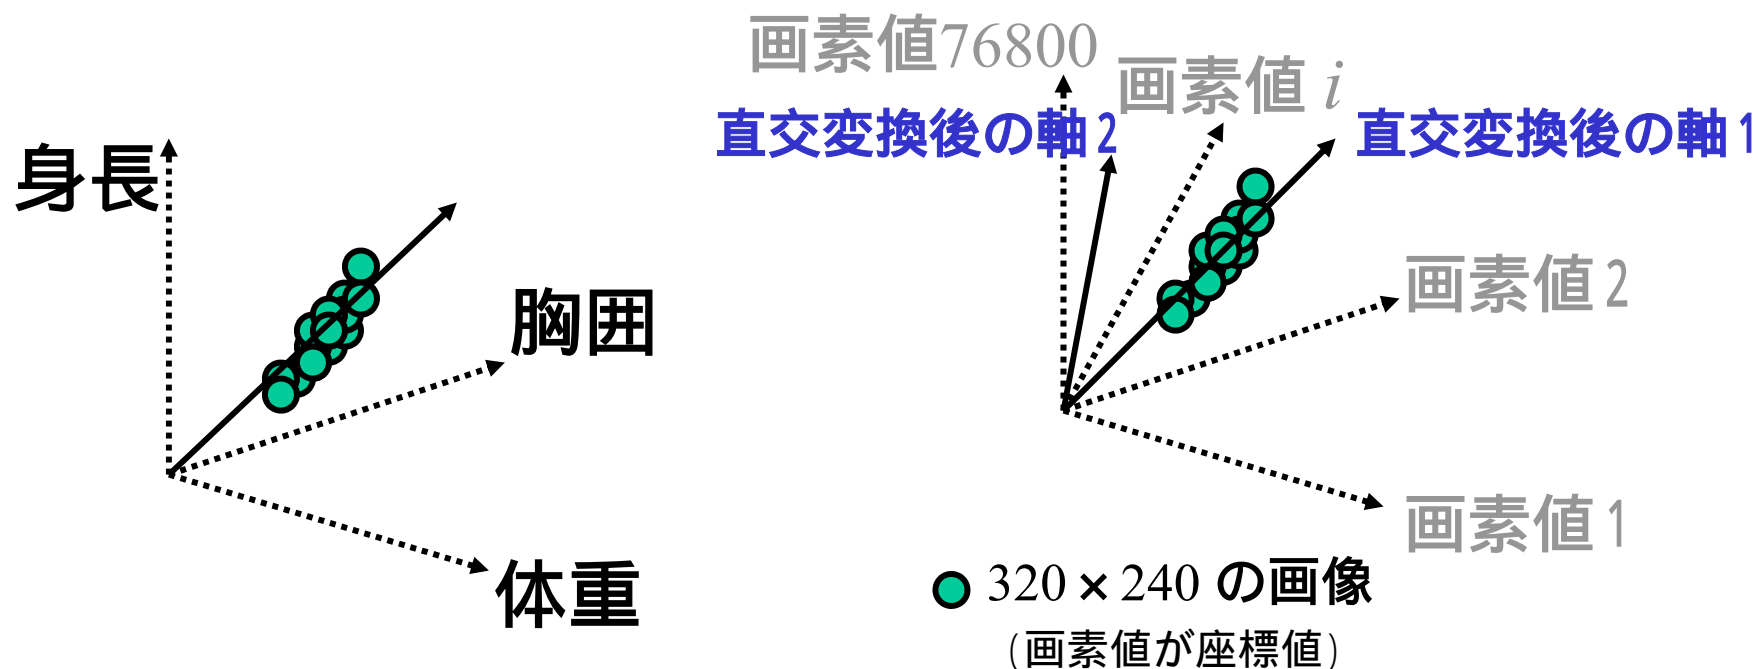 身長
胸囲
体重
画素値76800
画素値 i
直交変換後の軸2
直交変換後の軸1
画素値2
画素値1
320×240 の画像
(画素値が座標値)